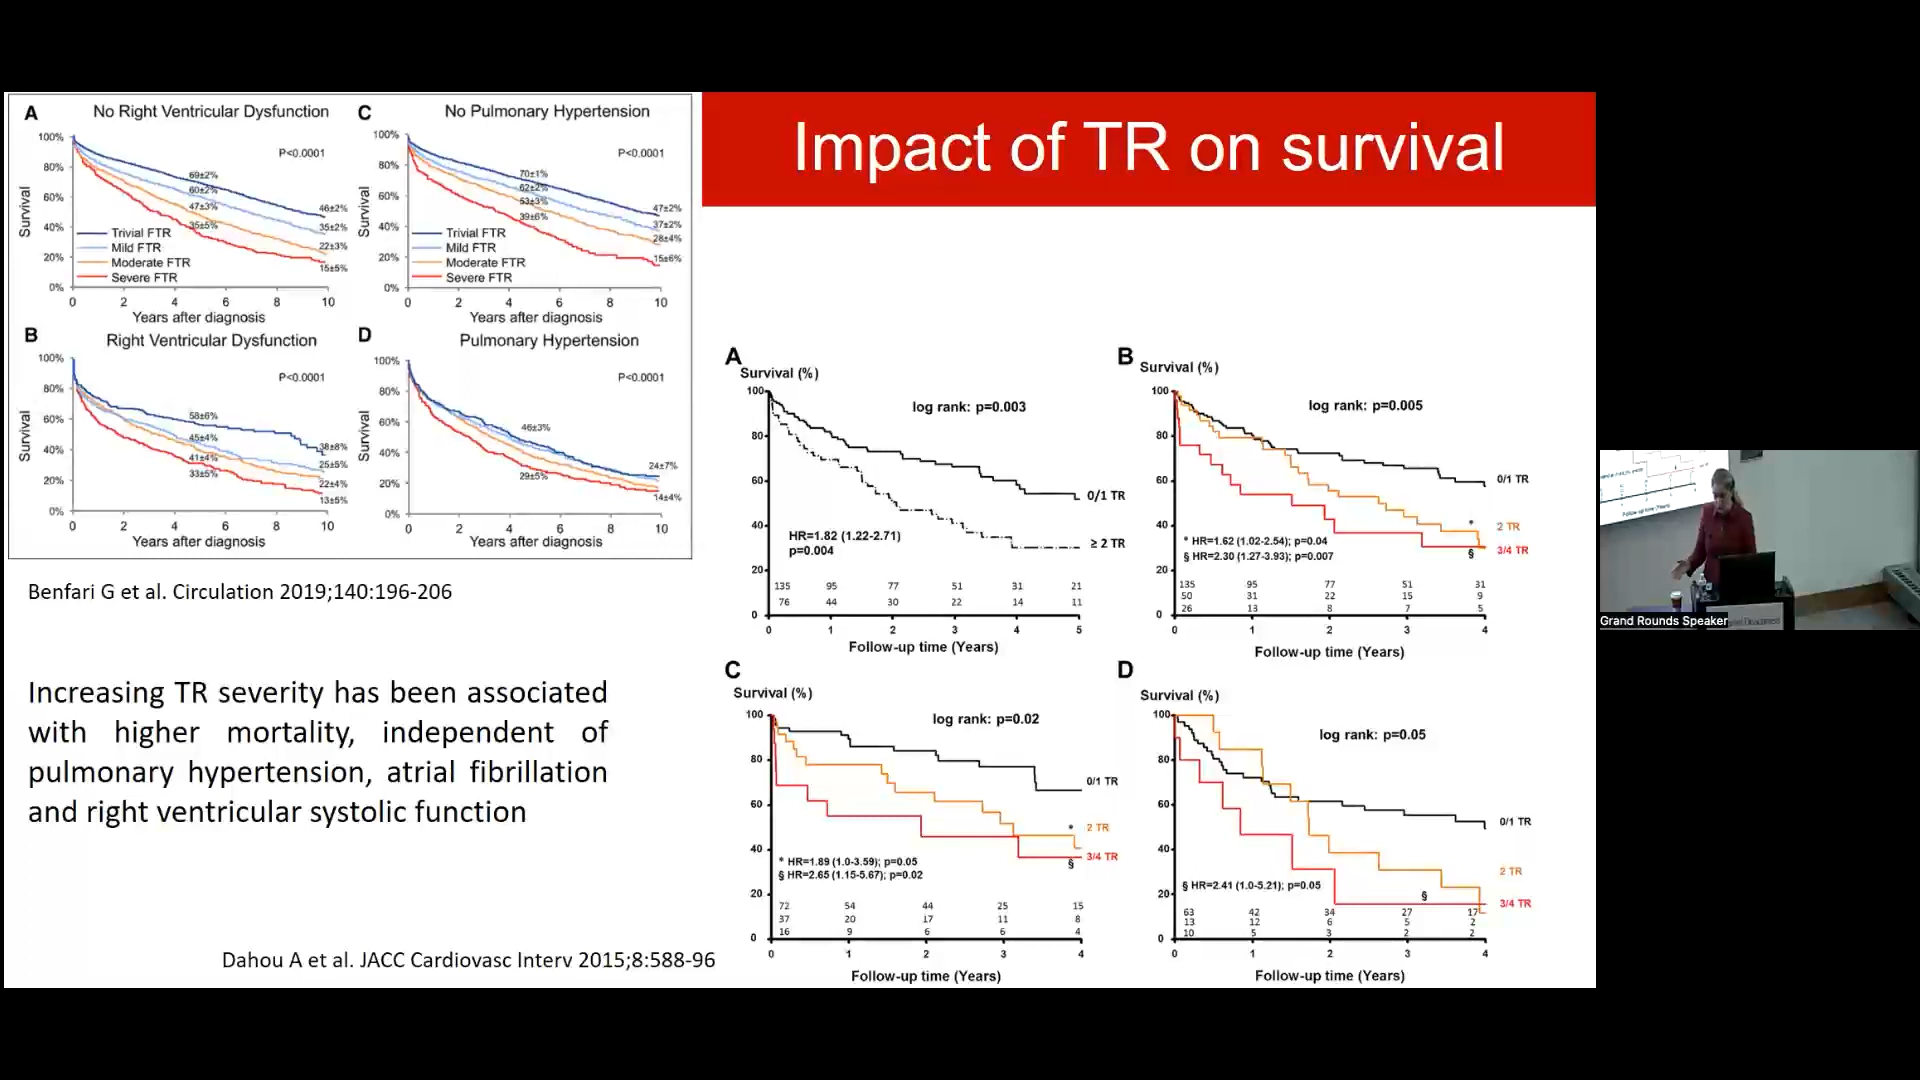 Impact of TR on survival
A
No Right Ventricular Dysfunction
P<0.0001
100%
80%
60%
40%
20%
0%
Survival
69±2%
60±2%
47±3%
35±5%
46±2%
35±2%
22±3%
15±5%
Trivial FTR
Mild FTR
Moderate FTR
Severe FTR
0 2 4 6 8 10
Years after diagnosis
C
No Pulmonary Hypertension
P<0.0001
100%
80%
60%
40%
20%
0%
Survival
70±1%
62±2%
53±3%
39±6%
47±2%
37±2%
28±4%
15±6%
Trivial FTR
Mild FTR
Moderate FTR
Severe FTR
0 2 4 6 8 10
Years after diagnosis
B
Right Ventricular Dysfunction
P<0.0001
100%
80%
60%
40%
20%
0%
Survival
58±6%
45±4%
41±4%
33±5%
38±8%
25±5%
22±4%
13±5%
0 2 4 6 8 10
Years after diagnosis
D
Pulmonary Hypertension
P<0.0001
100%
80%
60%
40%
20%
0%
Survival
46±3%
29±5%
24±7%
14±4%
0 2 4 6 8 10
Years after diagnosis
Benfari G et al. Circulation 2019;140:196-206
Increasing TR severity has been associated
with higher mortality, independent of
pulmonary hypertension, atrial fibrillation
and right ventricular systolic function
Dahou A et al. JACC Cardiovasc Interv 2015;8:588-96
A
Survival (%)
log rank: p=0.003
100
80
60
40
20
0
0/1 TR
≥ 2 TR
HR=1.82 (1.22-2.71)
p=0.004
135 95 77 51 31 21
76 44 30 22 14 11
0 1 2 3 4 5
Follow-up time (Years)
B
Survival (%)
log rank: p=0.005
100
80
60
40
20
0
0/1 TR
*
2 TR
3/4 TR
§
* HR=1.62 (1.02-2.54); p=0.04
§ HR=2.30 (1.27-3.93); p=0.007
135 95 77 51 31
50 31 22 15 9
26 13 8 7 5
0 1 2 3 4
Follow-up time (Years)
C
Survival (%)
log rank: p=0.02
100
80
60
40
20
0
0/1 TR
*
2 TR
3/4 TR
§
* HR=1.89 (1.0-3.59); p=0.05
§ HR=2.65 (1.15-5.67); p=0.02
72 54 44 25 15
37 20 17 11 8
16 9 6 6 4
0 1 2 3 4
Follow-up time (Years)
D
Survival (%)
log rank: p=0.05
100
80
60
40
20
0
0/1 TR
2 TR
3/4 TR
§
§ HR=2.41 (1.0-5.21); p=0.05
63 42 34 27 17
13 12 6 5 2
10 5 3 2 2
0 1 2 3 4
Follow-up time (Years)
Follow-up time (Years)
Grand Rounds Speaker